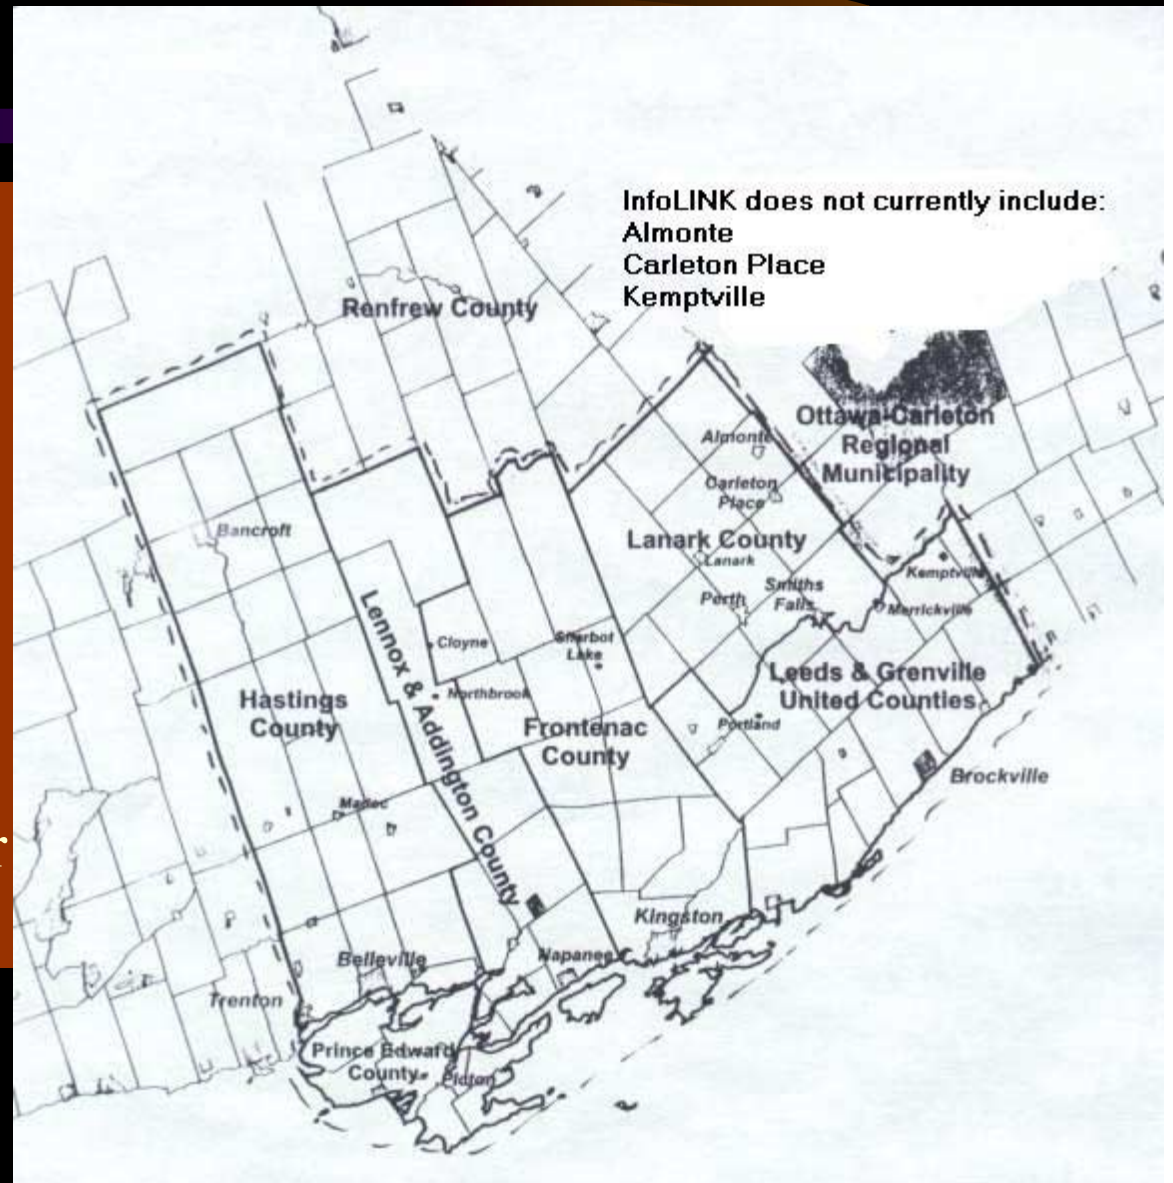 InfoLINK does not currently include:
Almonte
Carleton Place
Kemptville
Renfrew County
Ottawa-Carleton
Regional
Municipality
Almonte
Carleton
Place
Bancroft
Lanark County
Lanark
Kemptville
Perth
Smiths
Falls
Merrickville
Lennox & Addington County
Cloyne
Sharbot
Lake
Northbrook
Hastings
County
Leeds & Grenville
United Counties
Frontenac
County
Portland
Brockville
Madoc
Kingston
Belleville
Napanee
Trenton
Prince Edward
County
Picton